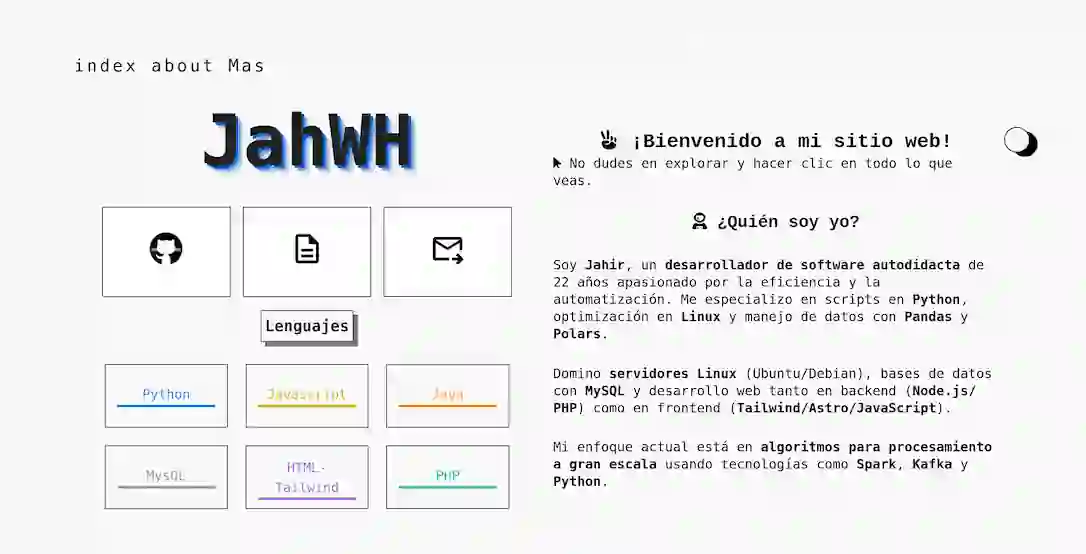 index about Mas
JahWH
Lenguajes
Python
Javascript
Java
MysQL
HTML-
Tailwind
PHP
¡Bienvenido a mi sitio web!
No dudes en explorar y hacer clic en todo lo que
veas.
¿Quién soy yo?
Soy Jahir, un desarrollador de software autodidacta de
22 años apasionado por la eficiencia y la
automatización. Me especializo en scripts en Python,
optimización en Linux y manejo de datos con Pandas y
Polars.
Domino servidores Linux (Ubuntu/Debian), bases de datos
con MySQL y desarrollo web tanto en backend (Node.js/
PHP) como en frontend (Tailwind/Astro/JavaScript).
Mi enfoque actual está en algoritmos para procesamiento
a gran escala usando tecnologías como Spark, Kafka y
Python.